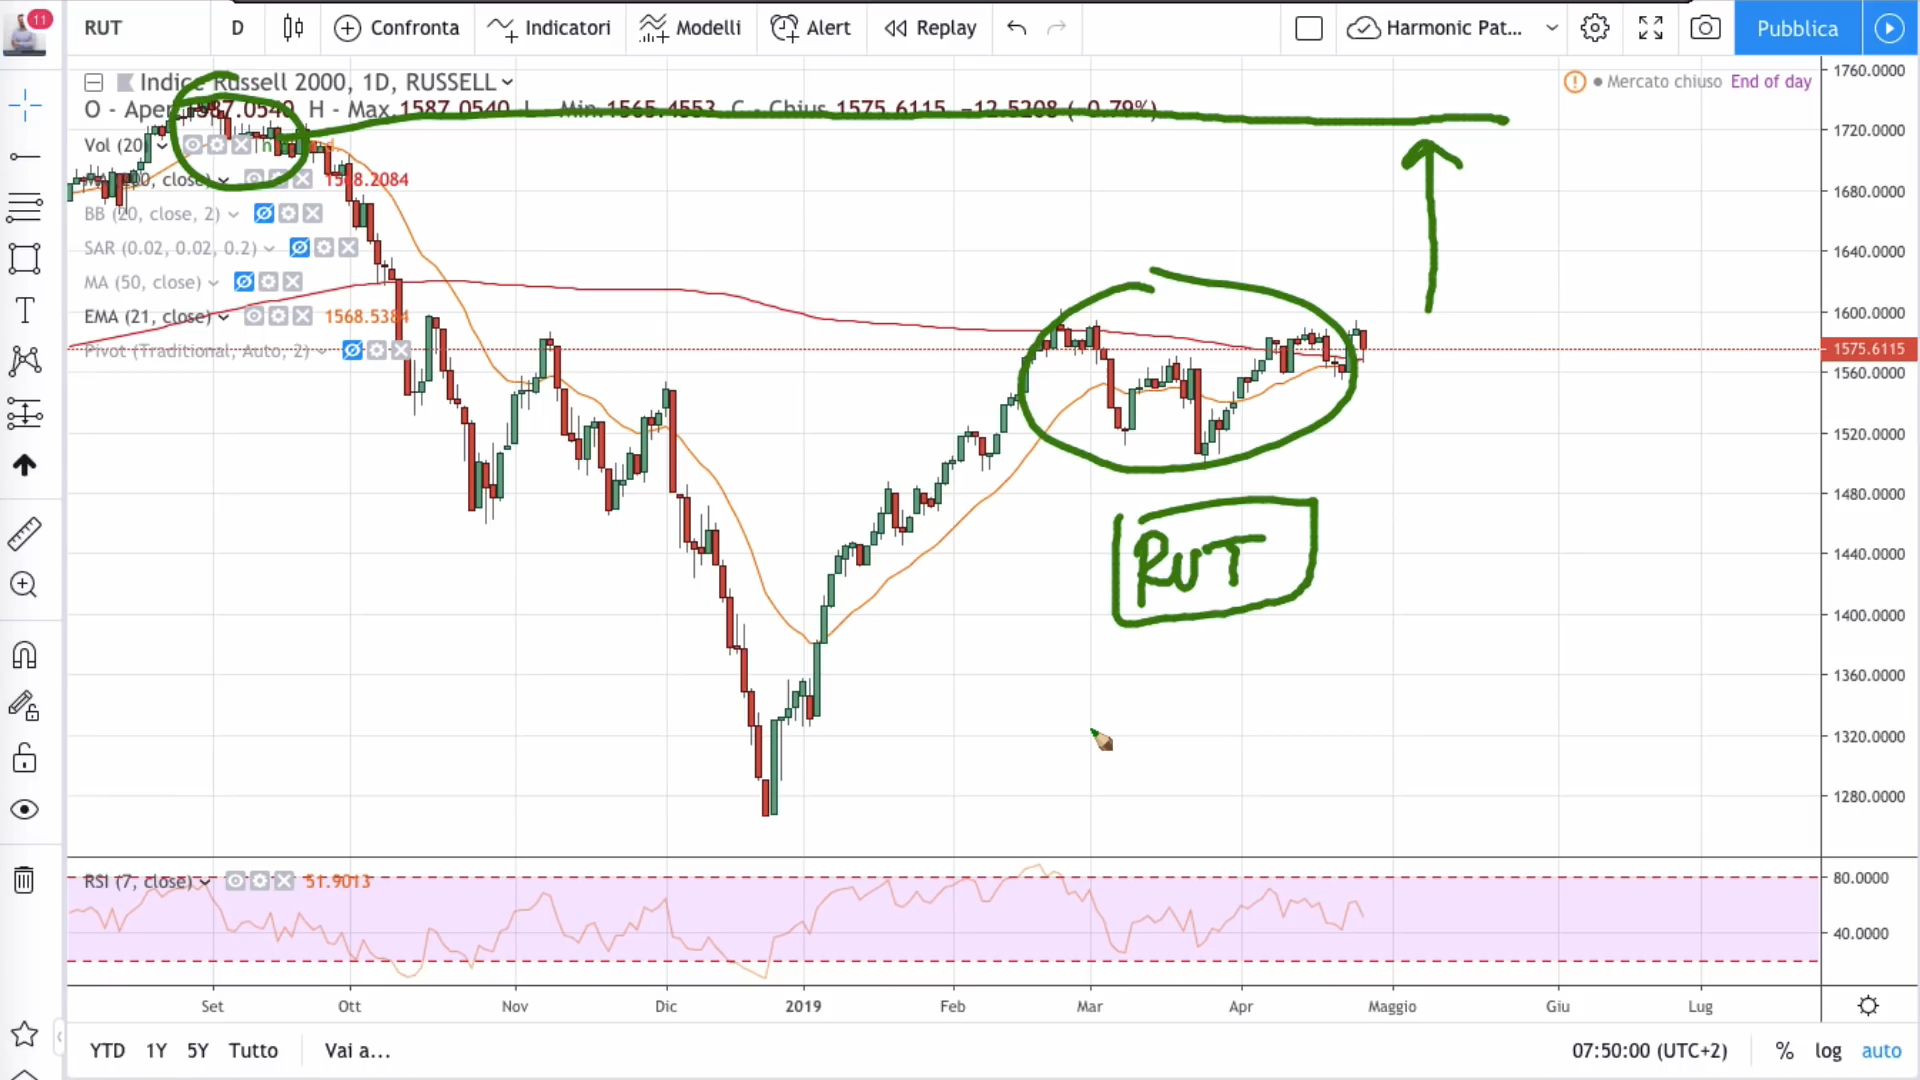 11
RUT D Confronta Indicatori Modelli Alert Replay Harmonic Pat... Pubblica
Indice Russell 2000, 1D, RUSSELL Mercato chiuso End of day
O - Aper. 1587.0540 H - Max. 1587.0540 L - Min. 1565.4553 C - Chius. 1575.6115 −12.5208 (−0.79%)
Vol (20)
close) 1568.2084
BB (20, close, 2)
SAR (0.02, 0.02, 0.2)
MA (50, close)
EMA (21, close) 1568.5384
Pivot (Traditional, Auto, 2)
RUT
1760.0000
1720.0000
1680.0000
1640.0000
1600.0000
1575.6115
1560.0000
1520.0000
1480.0000
1440.0000
1400.0000
1360.0000
1320.0000
1280.0000
RSI (7, close) 51.9013
80.0000
40.0000
Set Ott Nov Dic 2019 Feb Mar Apr Maggio Giu Lug
YTD 1Y 5Y Tutto Vai a... 07:50:00 (UTC+2) % log auto